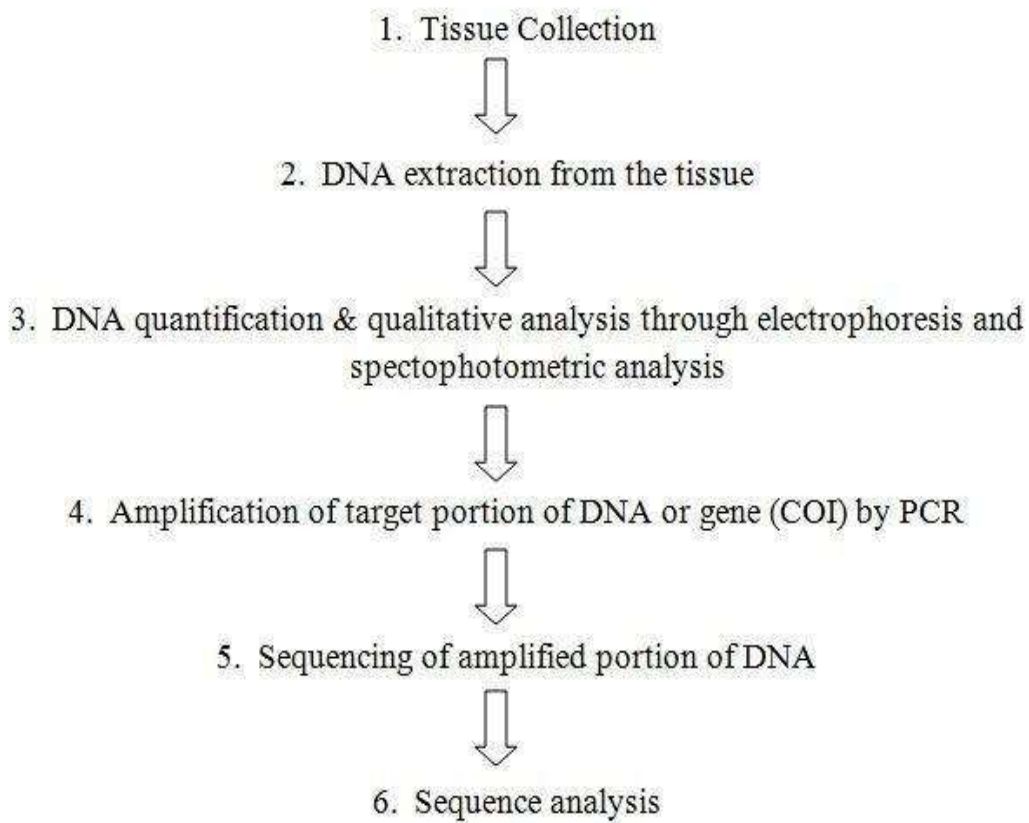 1. Tissue Collection
2. DNA extraction from the tissue
3. DNA quantification & qualitative analysis through electrophoresis and
spectophotometric analysis
4. Amplification of target portion of DNA or gene (COI) by PCR
5. Sequencing of amplified portion of DNA
6. Sequence analysis